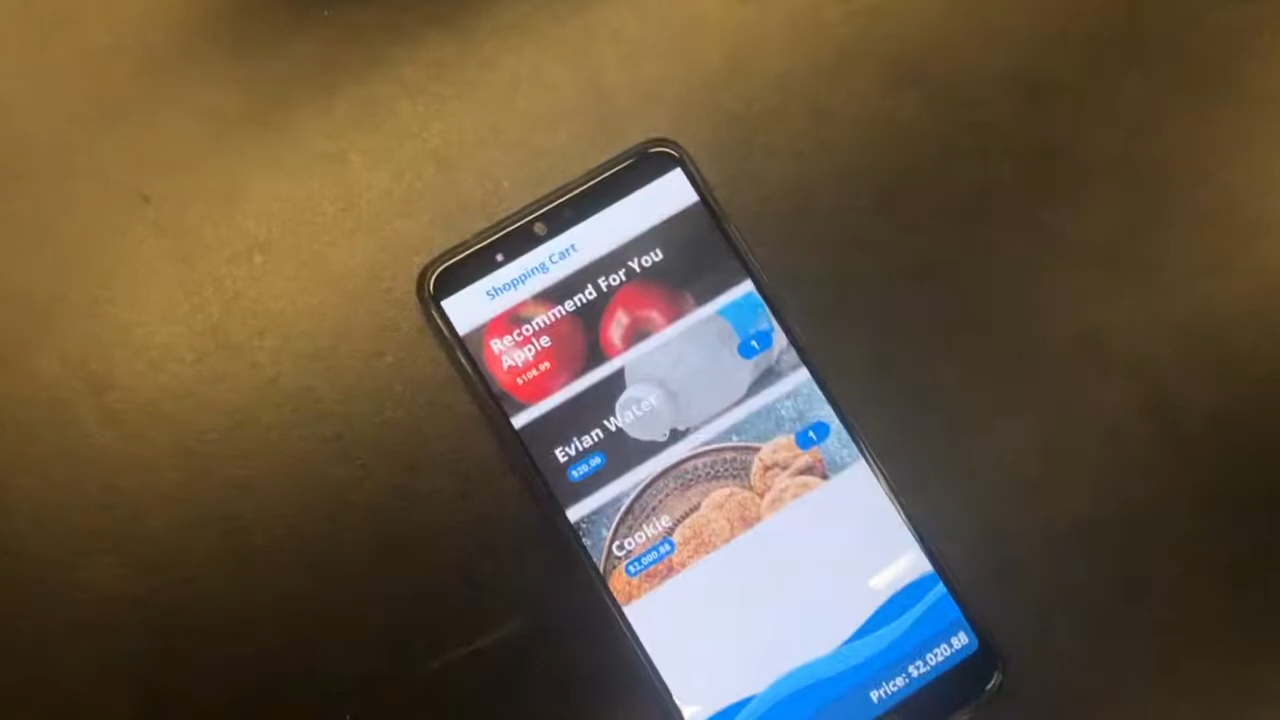 Shopping Cart
Recommend For You
Apple
$106.99
1
Evian Water
$20.00
1
Cookie
$2,000.88
Price: $2,020.88